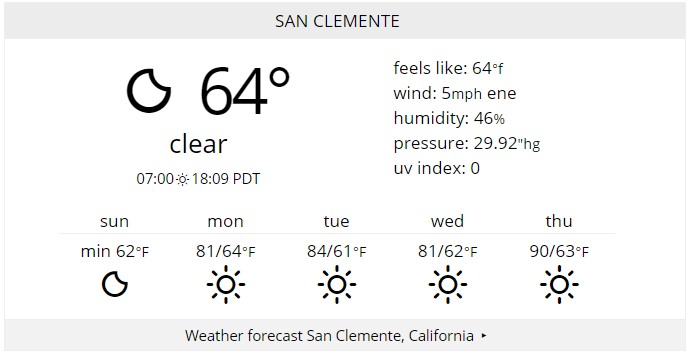 SAN CLEMENTE
64°
clear
07:00 18:09 PDT
feels like: 64°f
wind: 5mph ene
humidity: 46%
pressure: 29.92"hg
uv index: 0
sun mon tue wed thu
min 62°F 81/64°F 84/61°F 81/62°F 90/63°F
Weather forecast San Clemente, California ‣